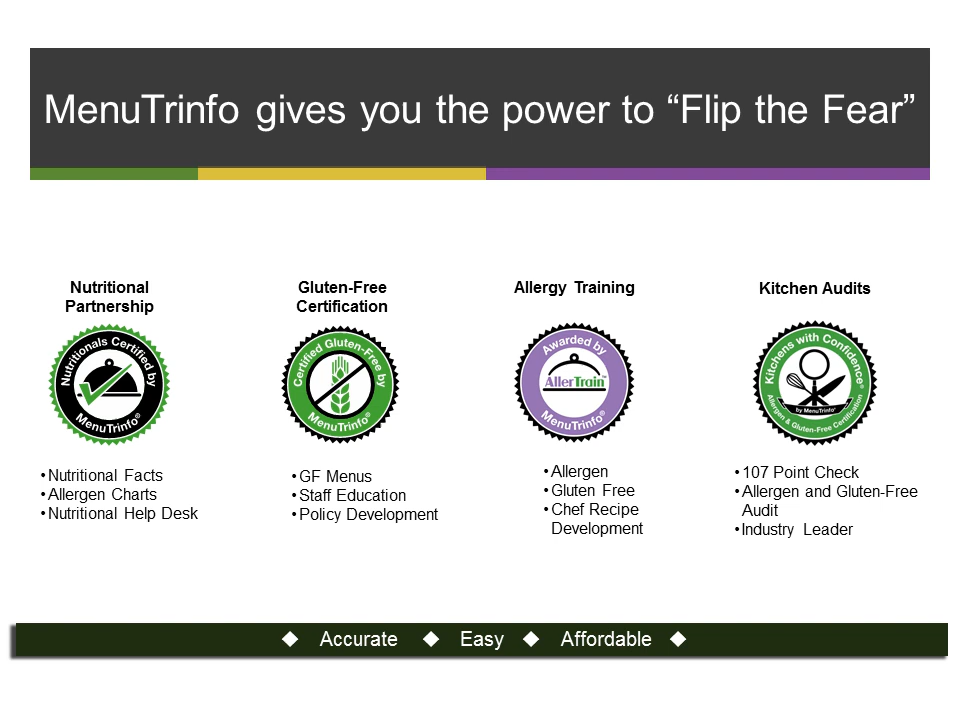 MenuTrinfo gives you the power to “Flip the Fear”
Nutritional
Partnership
Nutritionals Certified by
MenuTrinfo®
•Nutritional Facts
•Allergen Charts
•Nutritional Help Desk
Gluten-Free
Certification
Certified Gluten-Free by
MenuTrinfo®
•GF Menus
•Staff Education
•Policy Development
Allergy Training
Awarded by
AllerTrain™
MenuTrinfo®
•Allergen
•Gluten Free
•Chef Recipe
Development
Kitchen Audits
Kitchens with Confidence®
by MenuTrinfo®
Allergen & Gluten-Free Certification
•107 Point Check
•Allergen and Gluten-Free
Audit
•Industry Leader
◆ Accurate ◆ Easy ◆ Affordable ◆